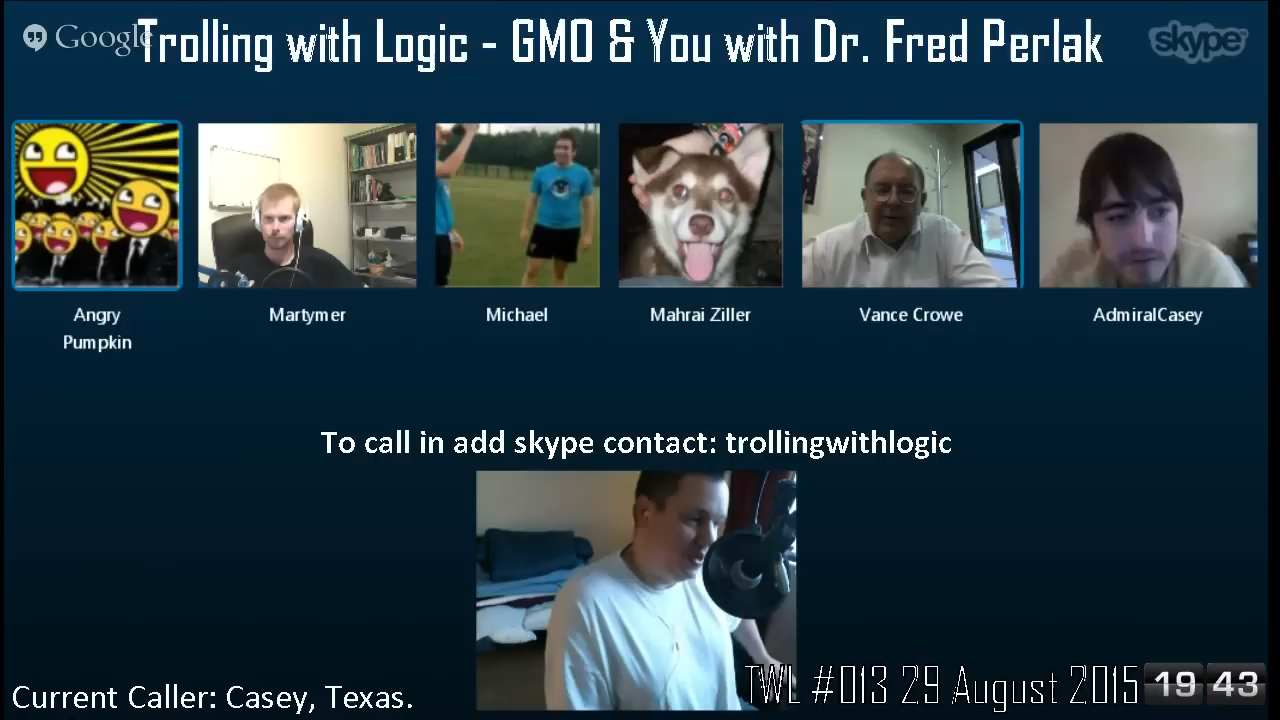 Google
Trolling with Logic - GMO & You with Dr. Fred Perlak
skype
Angry
Pumpkin
Martymer
Michael
Mahrai Ziller
Vance Crowe
AdmiralCasey
To call in add skype contact: trollingwithlogic
Current Caller: Casey, Texas.
TWL #013 29 August 2015
19 43